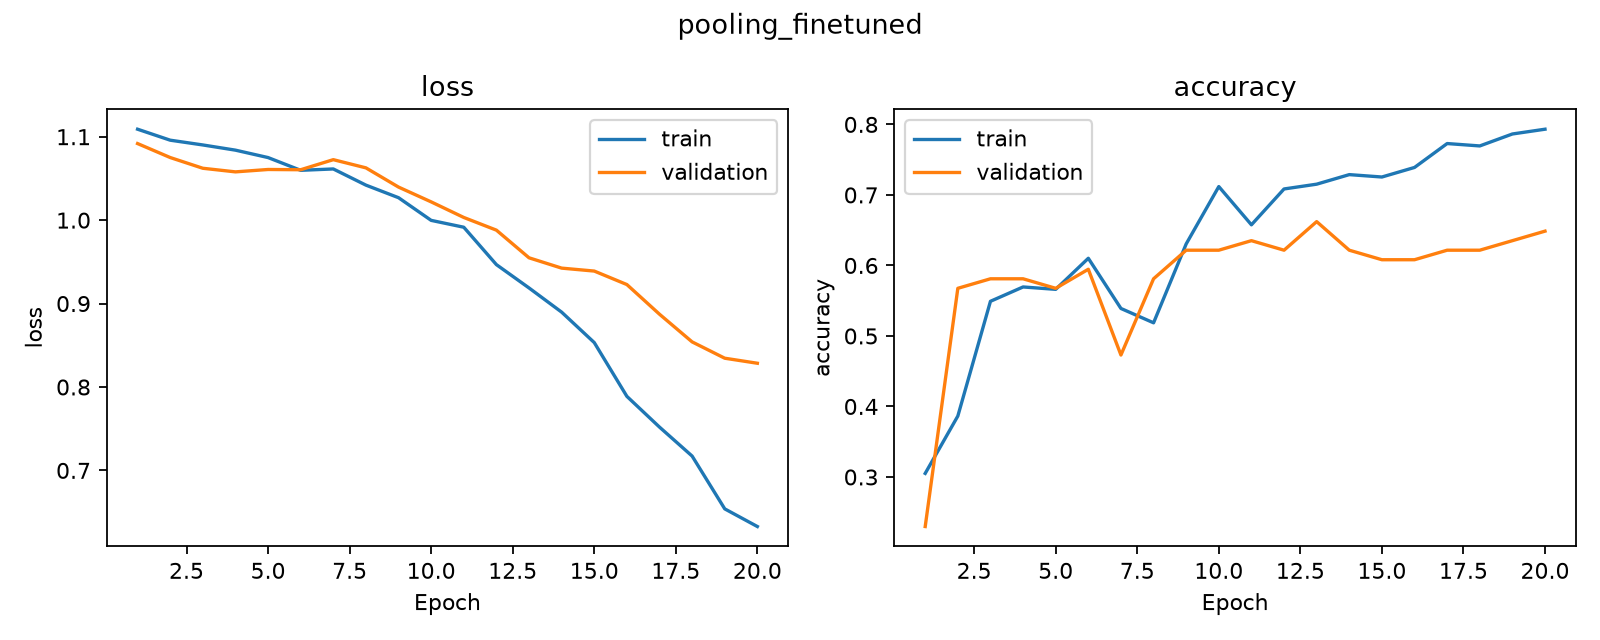 pooling_finetuned
loss
1.1
1.0
0.9
0.8
0.7
loss
train
validation
2.5 5.0 7.5 10.0 12.5 15.0 17.5 20.0
Epoch
accuracy
0.8
0.7
0.6
0.5
0.4
0.3
accuracy
train
validation
2.5 5.0 7.5 10.0 12.5 15.0 17.5 20.0
Epoch